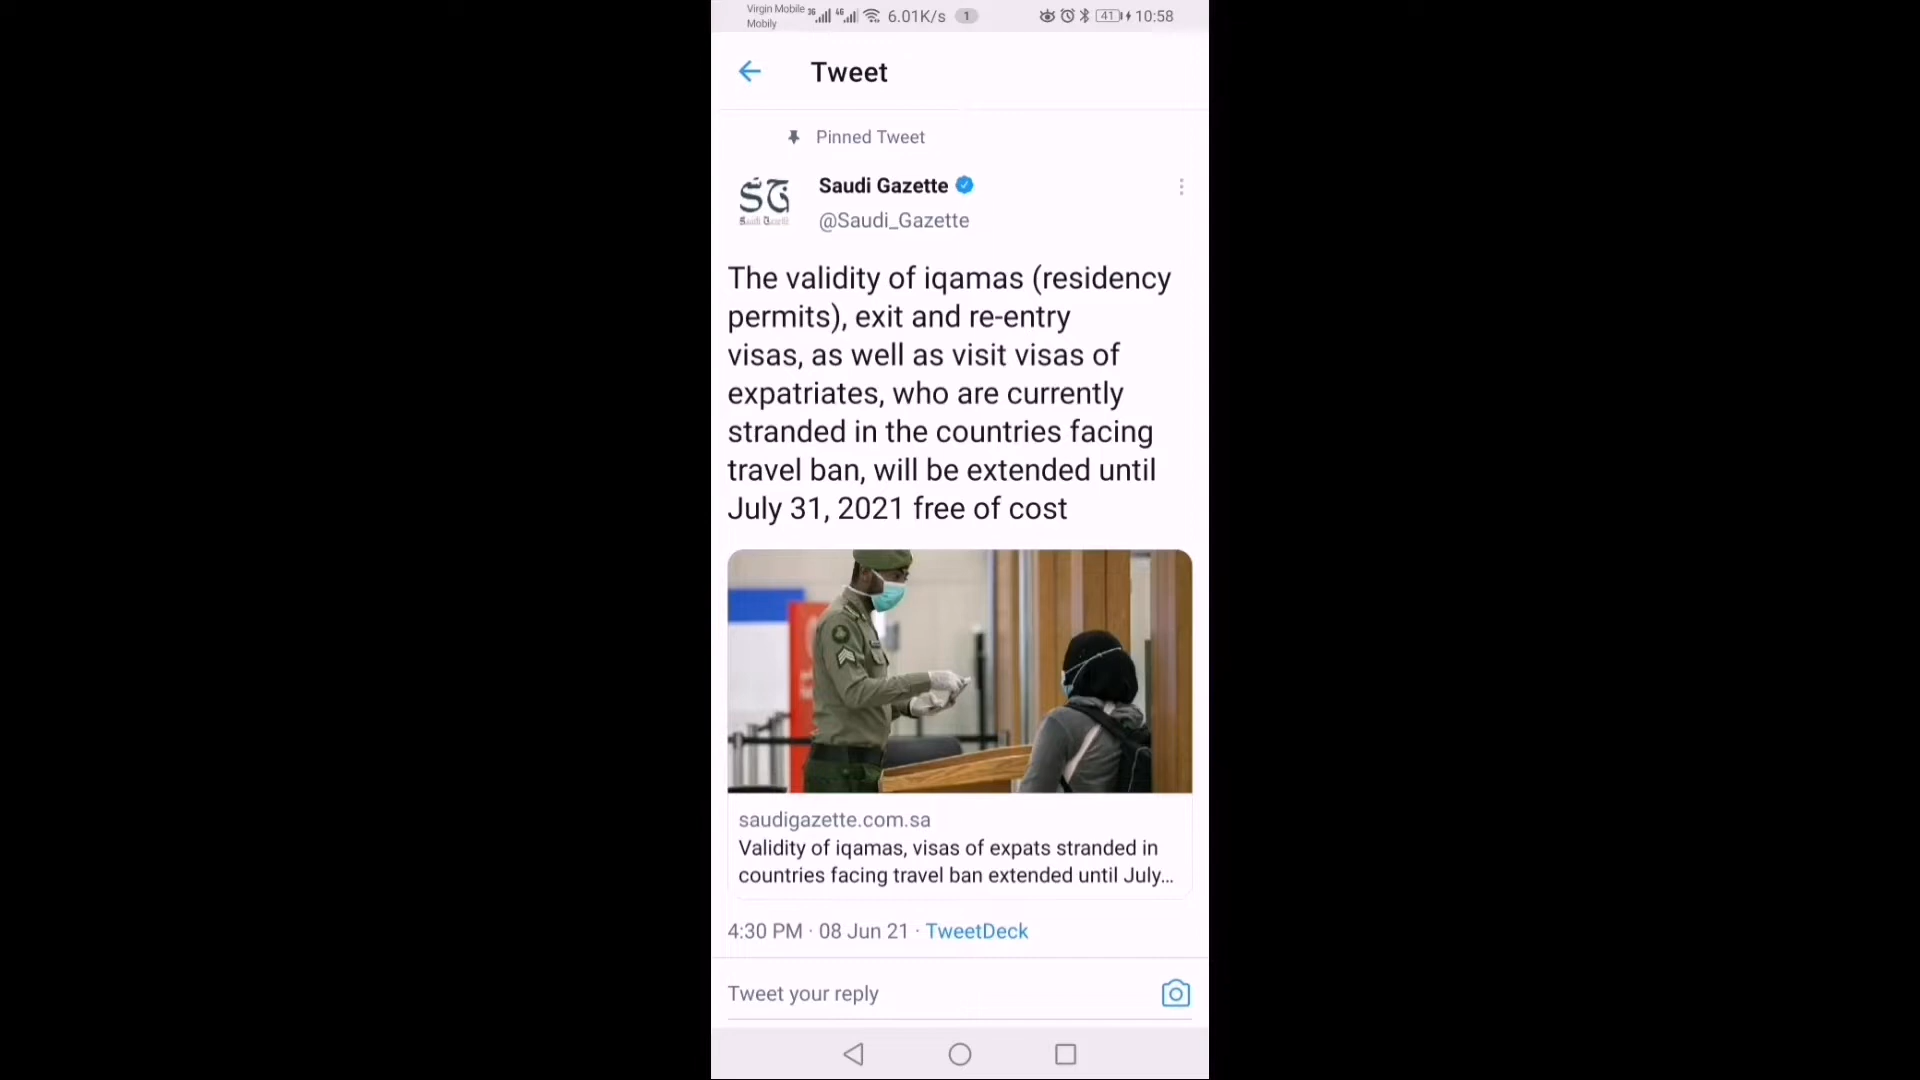 Virgin Mobile 3G 4G 6.01K/s 1 41 10:58
Mobily
Tweet
Pinned Tweet
Saudi Gazette
@Saudi_Gazette
The validity of iqamas (residency
permits), exit and re-entry
visas, as well as visit visas of
expatriates, who are currently
stranded in the countries facing
travel ban, will be extended until
July 31, 2021 free of cost
saudigazette.com.sa
Validity of iqamas, visas of expats stranded in
countries facing travel ban extended until July...
4:30 PM · 08 Jun 21 · TweetDeck
Tweet your reply